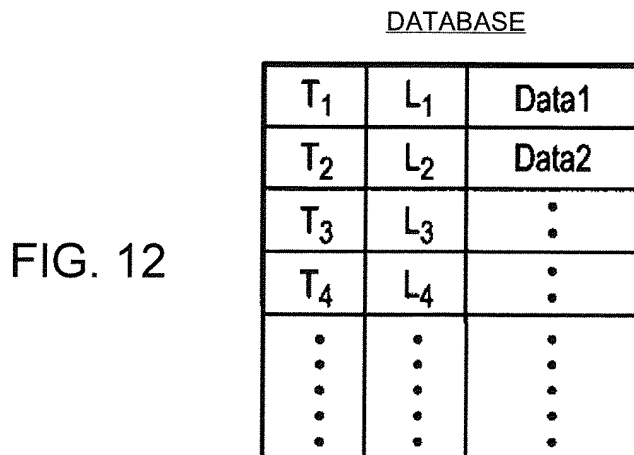 DATABASE
T₁ L₁ Data1
T₂ L₂ Data2
T₃ L₃
FIG. 12
T₄ L₄